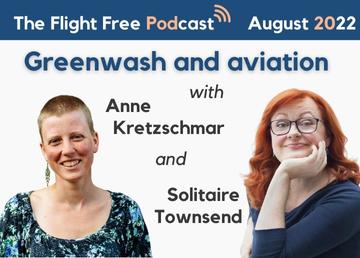 The Flight Free Podcast August 2022
Greenwash and aviation
with
Anne
Kretzschmar
and
Solitaire
Townsend